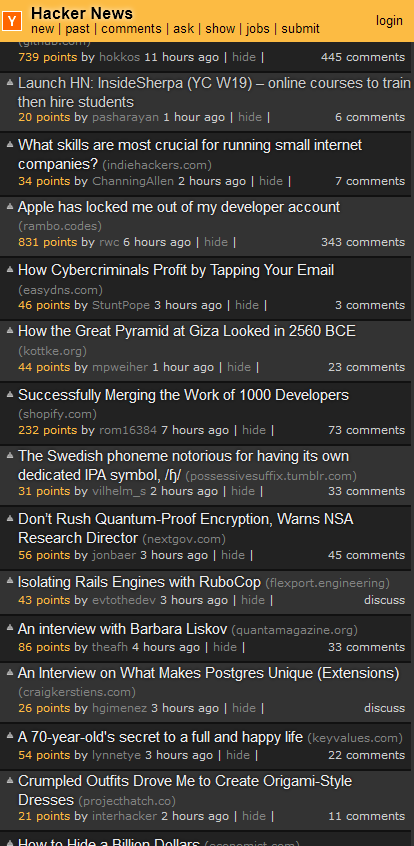 Y
Hacker News
new | past | comments | ask | show | jobs | submit
login
(github.com)
739 points by hokkos 11 hours ago | hide | 445 comments
Launch HN: InsideSherpa (YC W19) – online courses to train
then hire students
20 points by pasharayan 1 hour ago | hide | 6 comments
What skills are most crucial for running small internet
companies? (indiehackers.com)
34 points by ChanningAllen 2 hours ago | hide | 7 comments
Apple has locked me out of my developer account
(rambo.codes)
831 points by rwc 6 hours ago | hide | 343 comments
How Cybercriminals Profit by Tapping Your Email
(easydns.com)
46 points by StuntPope 3 hours ago | hide | 3 comments
How the Great Pyramid at Giza Looked in 2560 BCE
(kottke.org)
44 points by mpweiher 1 hour ago | hide | 23 comments
Successfully Merging the Work of 1000 Developers
(shopify.com)
232 points by rom16384 7 hours ago | hide | 73 comments
The Swedish phoneme notorious for having its own
dedicated IPA symbol, /ɧ/ (possessivesuffix.tumblr.com)
31 points by vilhelm_s 2 hours ago | hide | 33 comments
Don’t Rush Quantum-Proof Encryption, Warns NSA
Research Director (nextgov.com)
56 points by jonbaer 3 hours ago | hide | 45 comments
Isolating Rails Engines with RuboCop (flexport.engineering)
43 points by evtothedev 3 hours ago | hide | discuss
An interview with Barbara Liskov (quantamagazine.org)
86 points by theafh 4 hours ago | hide | 33 comments
An Interview on What Makes Postgres Unique (Extensions)
(craigkerstiens.com)
26 points by hgimenez 3 hours ago | hide | discuss
A 70-year-old's secret to a full and happy life (keyvalues.com)
54 points by lynnetye 3 hours ago | hide | 22 comments
Crumpled Outfits Drove Me to Create Origami-Style
Dresses (projecthatch.co)
21 points by interhacker 2 hours ago | hide | 11 comments
How to Hide a Billion Dollars (economist.com)